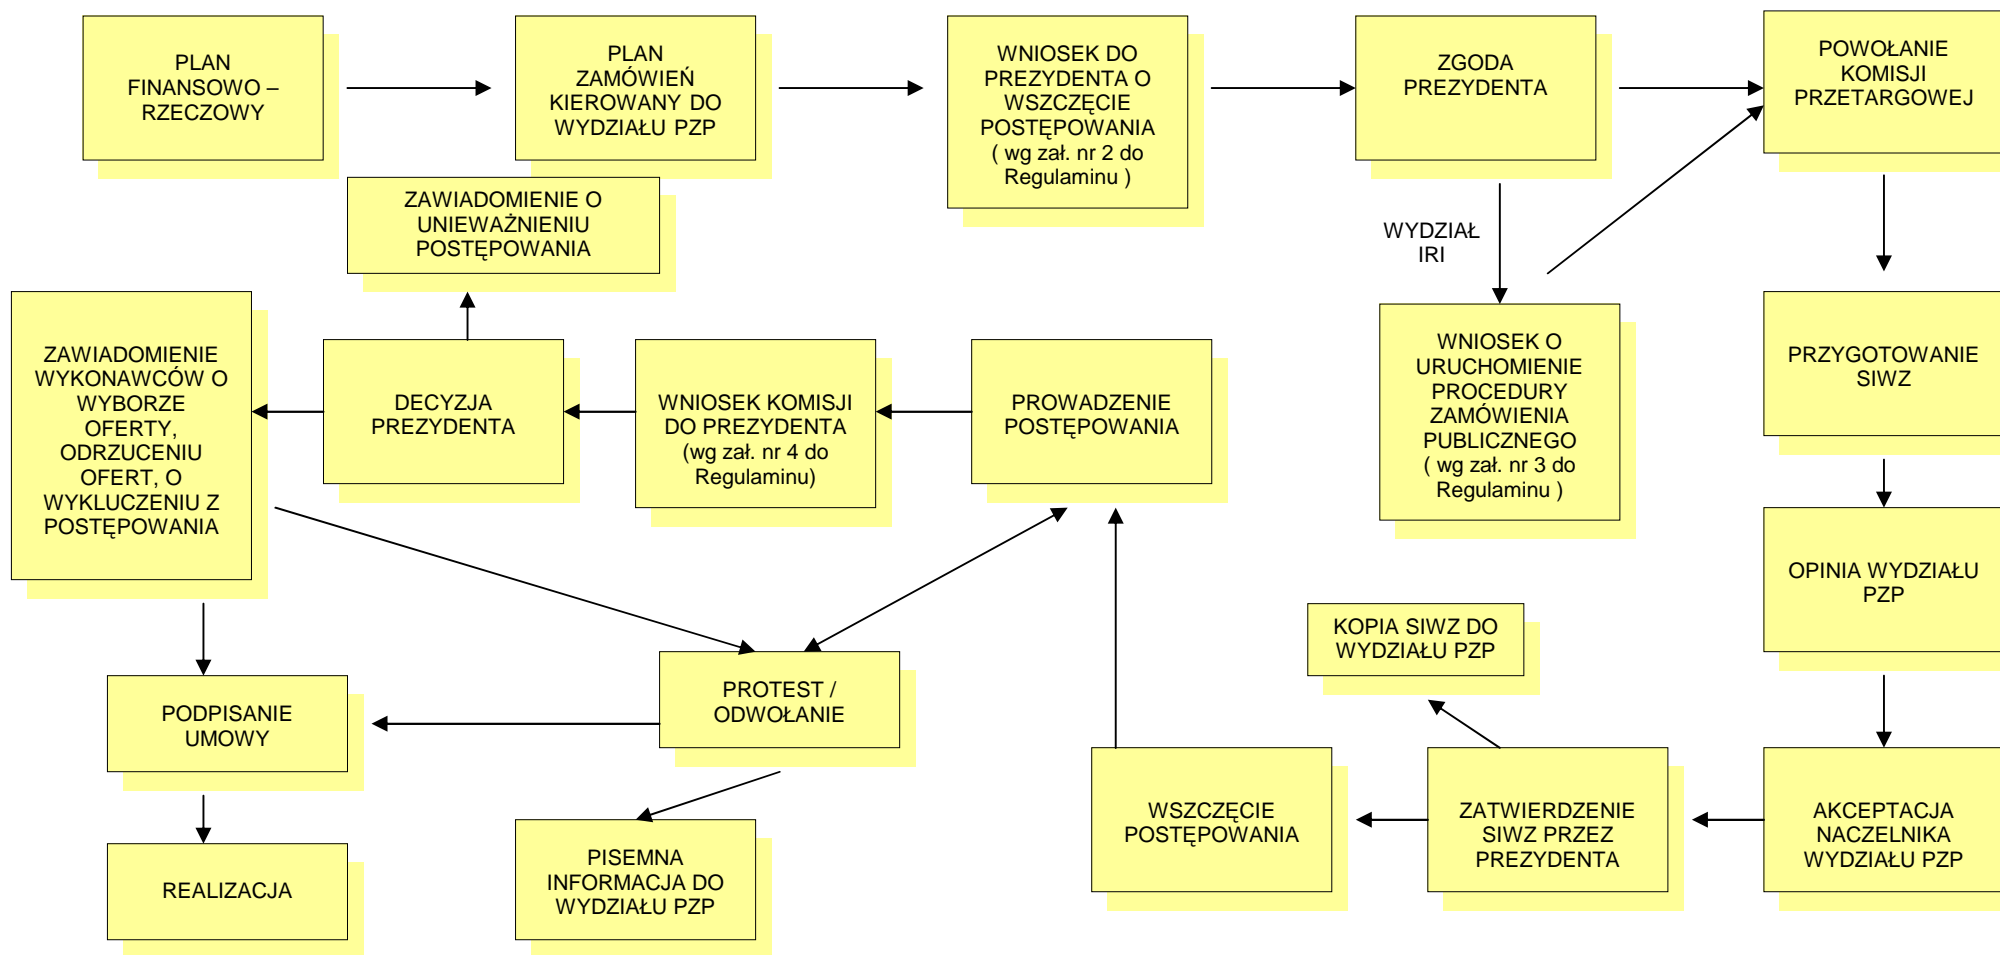 PLAN
FINANSOWO –
RZECZOWY
PLAN
ZAMÓWIEŃ
KIEROWANY DO
WYDZIAŁU PZP
WNIOSEK DO
PREZYDENTA O
WSZCZĘCIE
POSTĘPOWANIA
( wg zał. nr 2 do
Regulaminu )
ZGODA
PREZYDENTA
POWOŁANIE
KOMISJI
PRZETARGOWEJ
ZAWIADOMIENIE O
UNIEWAŻNIENIU
POSTĘPOWANIA
WYDZIAŁ
IRI
ZAWIADOMIENIE
WYKONAWCÓW O
WYBORZE
OFERTY,
ODRZUCENIU
OFERT, O
WYKLUCZENIU Z
POSTĘPOWANIA
DECYZJA
PREZYDENTA
WNIOSEK KOMISJI
DO PREZYDENTA
(wg zał. nr 4 do
Regulaminu)
PROWADZENIE
POSTĘPOWANIA
WNIOSEK O
URUCHOMIENIE
PROCEDURY
ZAMÓWIENIA
PUBLICZNEGO
( wg zał. nr 3 do
Regulaminu )
PRZYGOTOWANIE
SIWZ
OPINIA WYDZIAŁU
PZP
KOPIA SIWZ DO
WYDZIAŁU PZP
PODPISANIE
UMOWY
PROTEST /
ODWOŁANIE
WSZCZĘCIE
POSTĘPOWANIA
ZATWIERDZENIE
SIWZ PRZEZ
PREZYDENTA
AKCEPTACJA
NACZELNIKA
WYDZIAŁU PZP
REALIZACJA
PISEMNA
INFORMACJA DO
WYDZIAŁU PZP